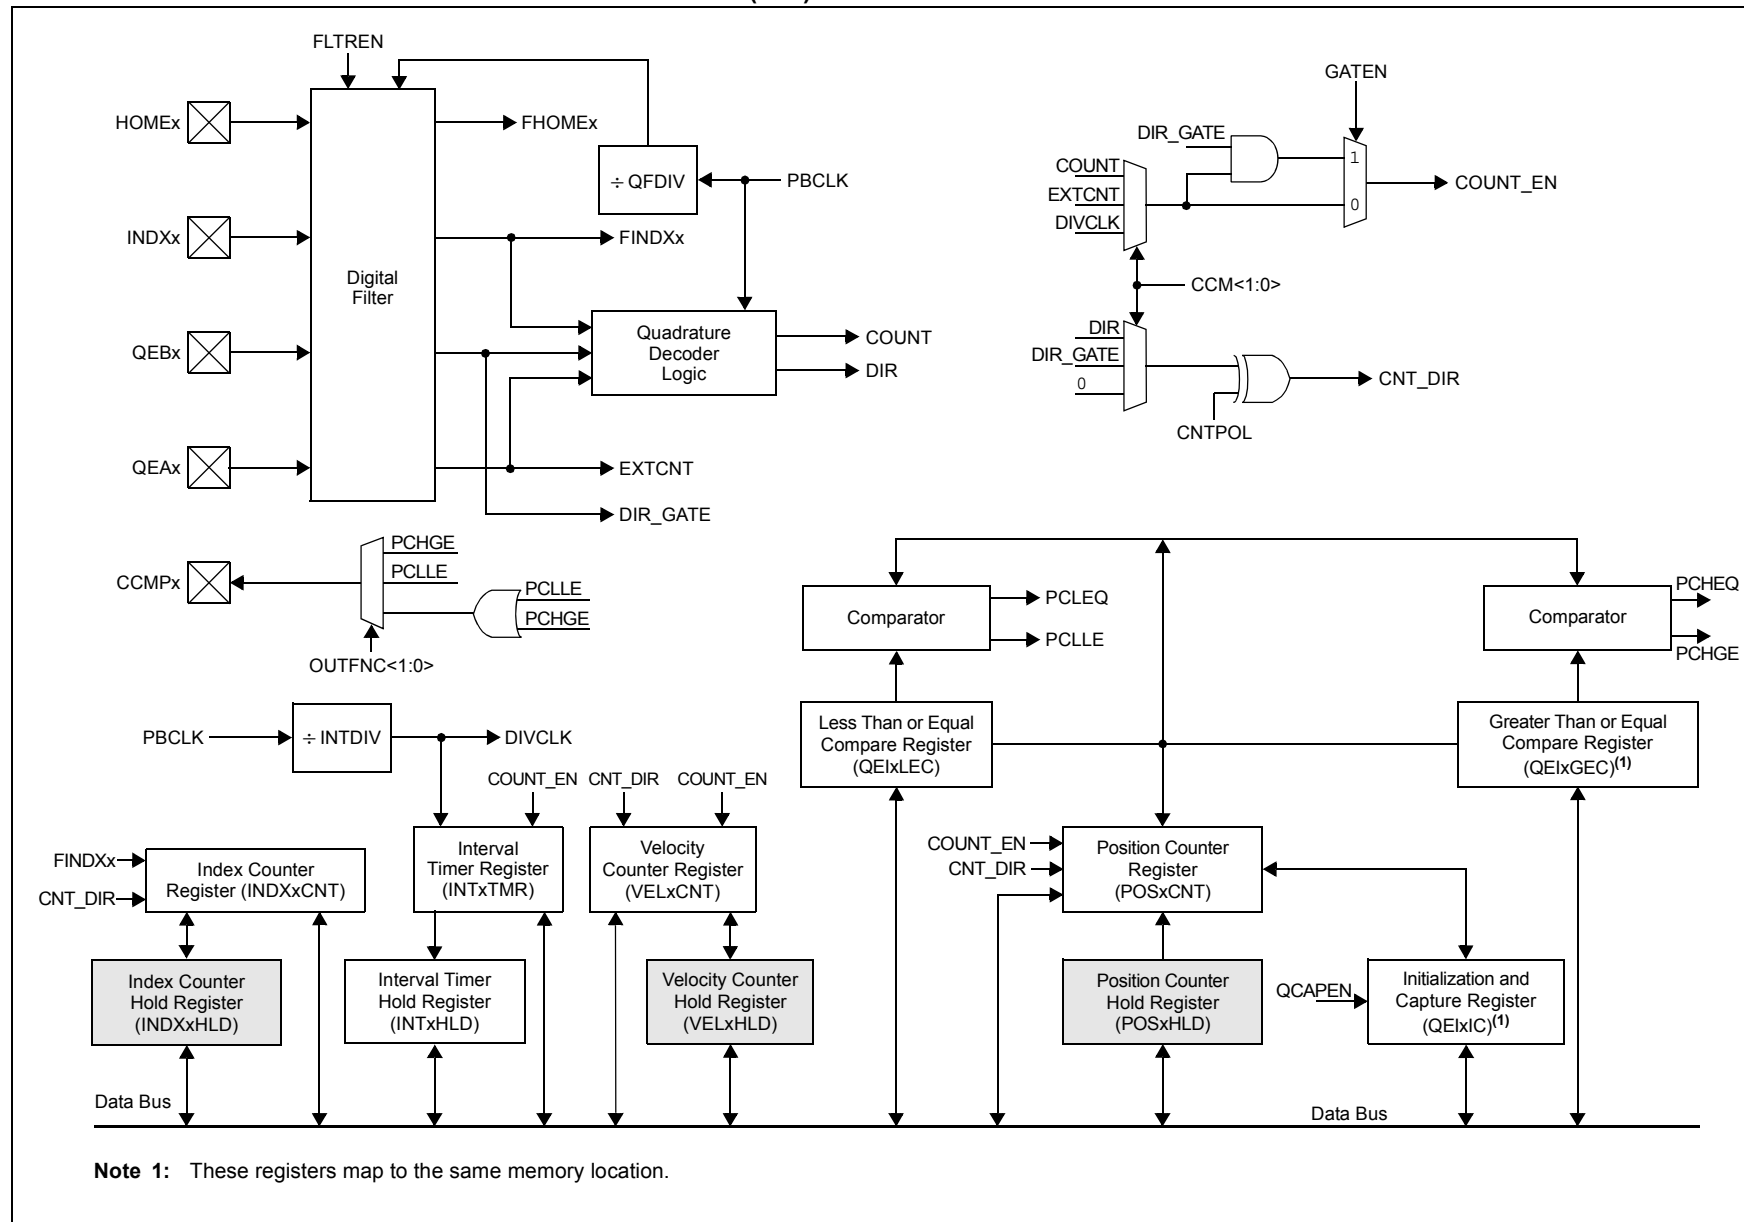 FLTREN
GATEN
HOMEx
FHOMEx
DIR_GATE
COUNT
EXTCNT
DIVCLK
1
0
COUNT_EN
÷ QFDIV
PBCLK
INDXx
FINDXx
Digital
Filter
CCM<1:0>
QEBx
Quadrature
Decoder
Logic
COUNT
DIR
DIR
DIR_GATE
0
CNT_DIR
CNTPOL
QEAx
EXTCNT
DIR_GATE
CCMPx
PCHGE
PCLLE
PCLLE
PCHGE
OUTFNC<1:0>
Comparator
PCLEQ
PCLLE
Comparator
PCHEQ
PCHGE
PBCLK
÷ INTDIV
DIVCLK
Less Than or Equal
Compare Register
(QEIxLEC)
Greater Than or Equal
Compare Register
(QEIxGEC)(1)
COUNT_EN
CNT_DIR
COUNT_EN
FINDXx
CNT_DIR
Index Counter
Register (INDXxCNT)
Interval
Timer Register
(INTxTMR)
Velocity
Counter Register
(VELxCNT)
COUNT_EN
CNT_DIR
Position Counter
Register
(POSxCNT)
Index Counter
Hold Register
(INDXxHLD)
Interval Timer
Hold Register
(INTxHLD)
Velocity Counter
Hold Register
(VELxHLD)
Position Counter
Hold Register
(POSxHLD)
QCAPEN
Initialization and
Capture Register
(QEIxIC)(1)
Data Bus
Data Bus
Note 1: These registers map to the same memory location.